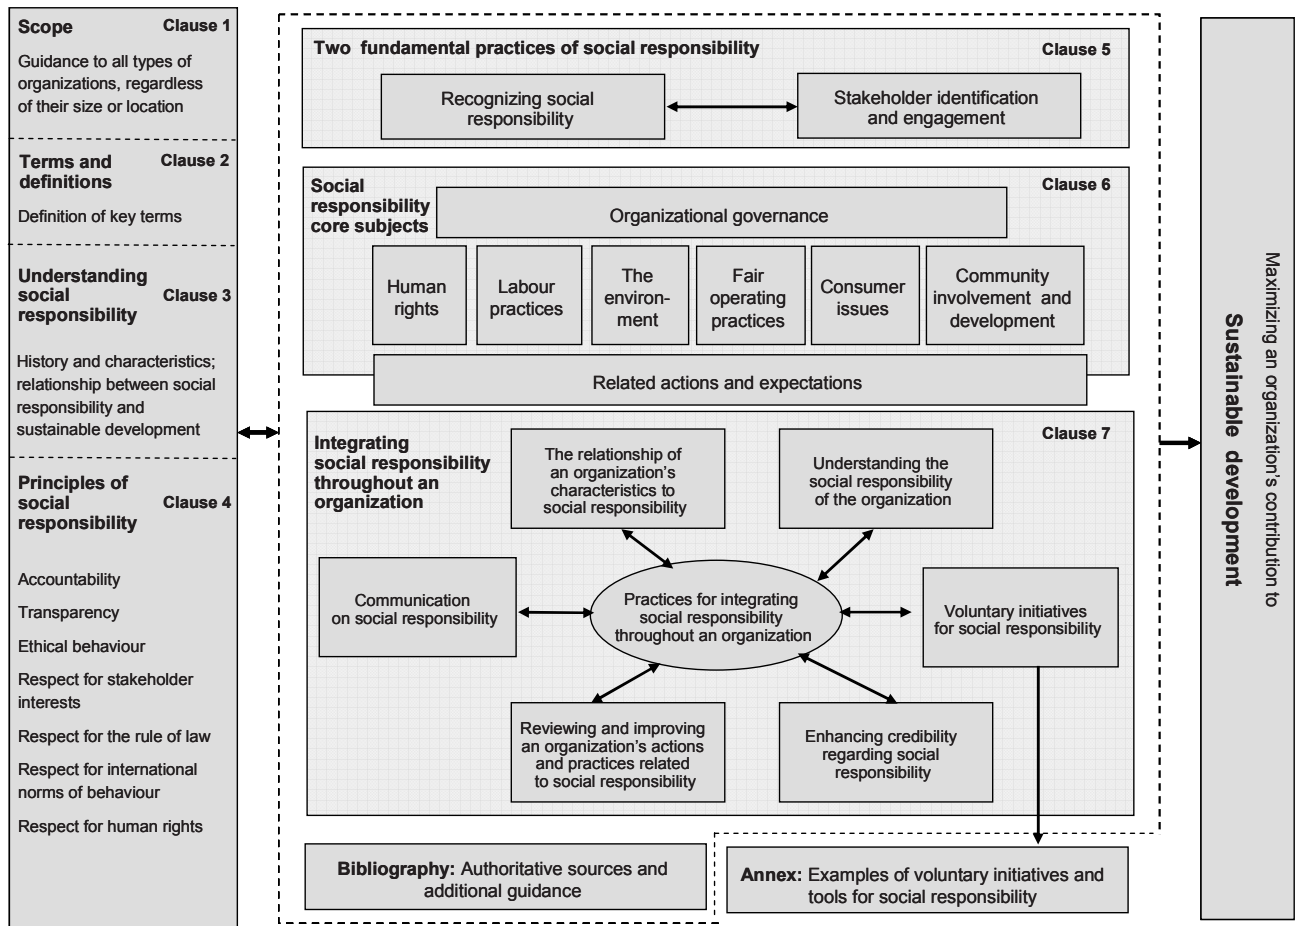 Scope Clause 1
Guidance to all types of
organizations, regardless
of their size or location
Terms and Clause 2
definitions
Definition of key terms
Understanding
social Clause 3
responsibility
History and characteristics;
relationship between social
responsibility and
sustainable development
Principles of
social Clause 4
responsibility
Accountability
Transparency
Ethical behaviour
Respect for stakeholder
interests
Respect for the rule of law
Respect for international
norms of behaviour
Respect for human rights
Two fundamental practices of social responsibility Clause 5
Recognizing social
responsibility
Stakeholder identification
and engagement
Social
responsibility
core subjects
Clause 6
Organizational governance
Human
rights
Labour
practices
The
environ-
ment
Fair
operating
practices
Consumer
issues
Community
involvement and
development
Related actions and expectations
Integrating
social responsibility
throughout an
organization
Clause 7
The relationship of
an organization's
characteristics to
social responsibility
Understanding the
social responsibility
of the organization
Communication
on social responsibility
Practices for integrating
social responsibility
throughout an organization
Voluntary initiatives
for social responsibility
Reviewing and improving
an organization's actions
and practices related
to social responsibility
Enhancing credibility
regarding social
responsibility
Bibliography: Authoritative sources and
additional guidance
Annex: Examples of voluntary initiatives and
tools for social responsibility
Maximizing an organization's contribution to
Sustainable development